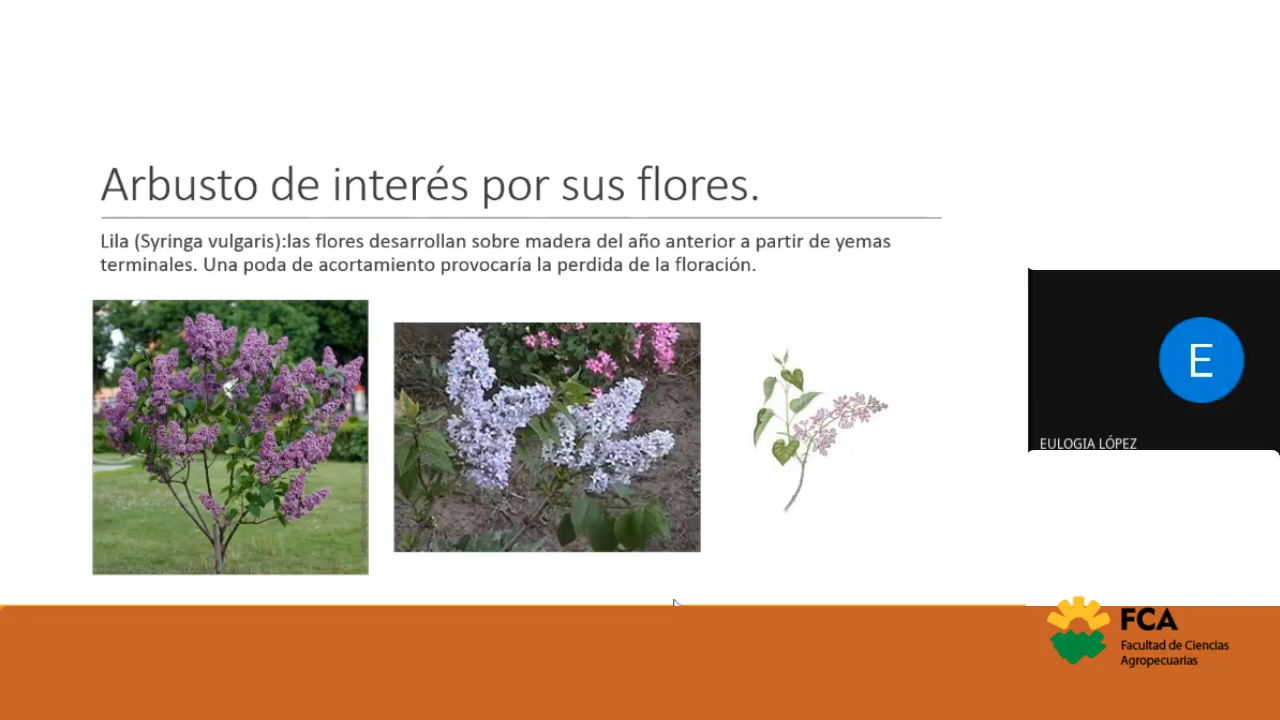 Arbusto de interés por sus flores.
Lila (Syringa vulgaris):las flores desarrollan sobre madera del año anterior a partir de yemas
terminales. Una poda de acortamiento provocaría la perdida de la floración.
E
EULOGIA LÓPEZ
FCA
Facultad de Ciencias
Agropecuarias